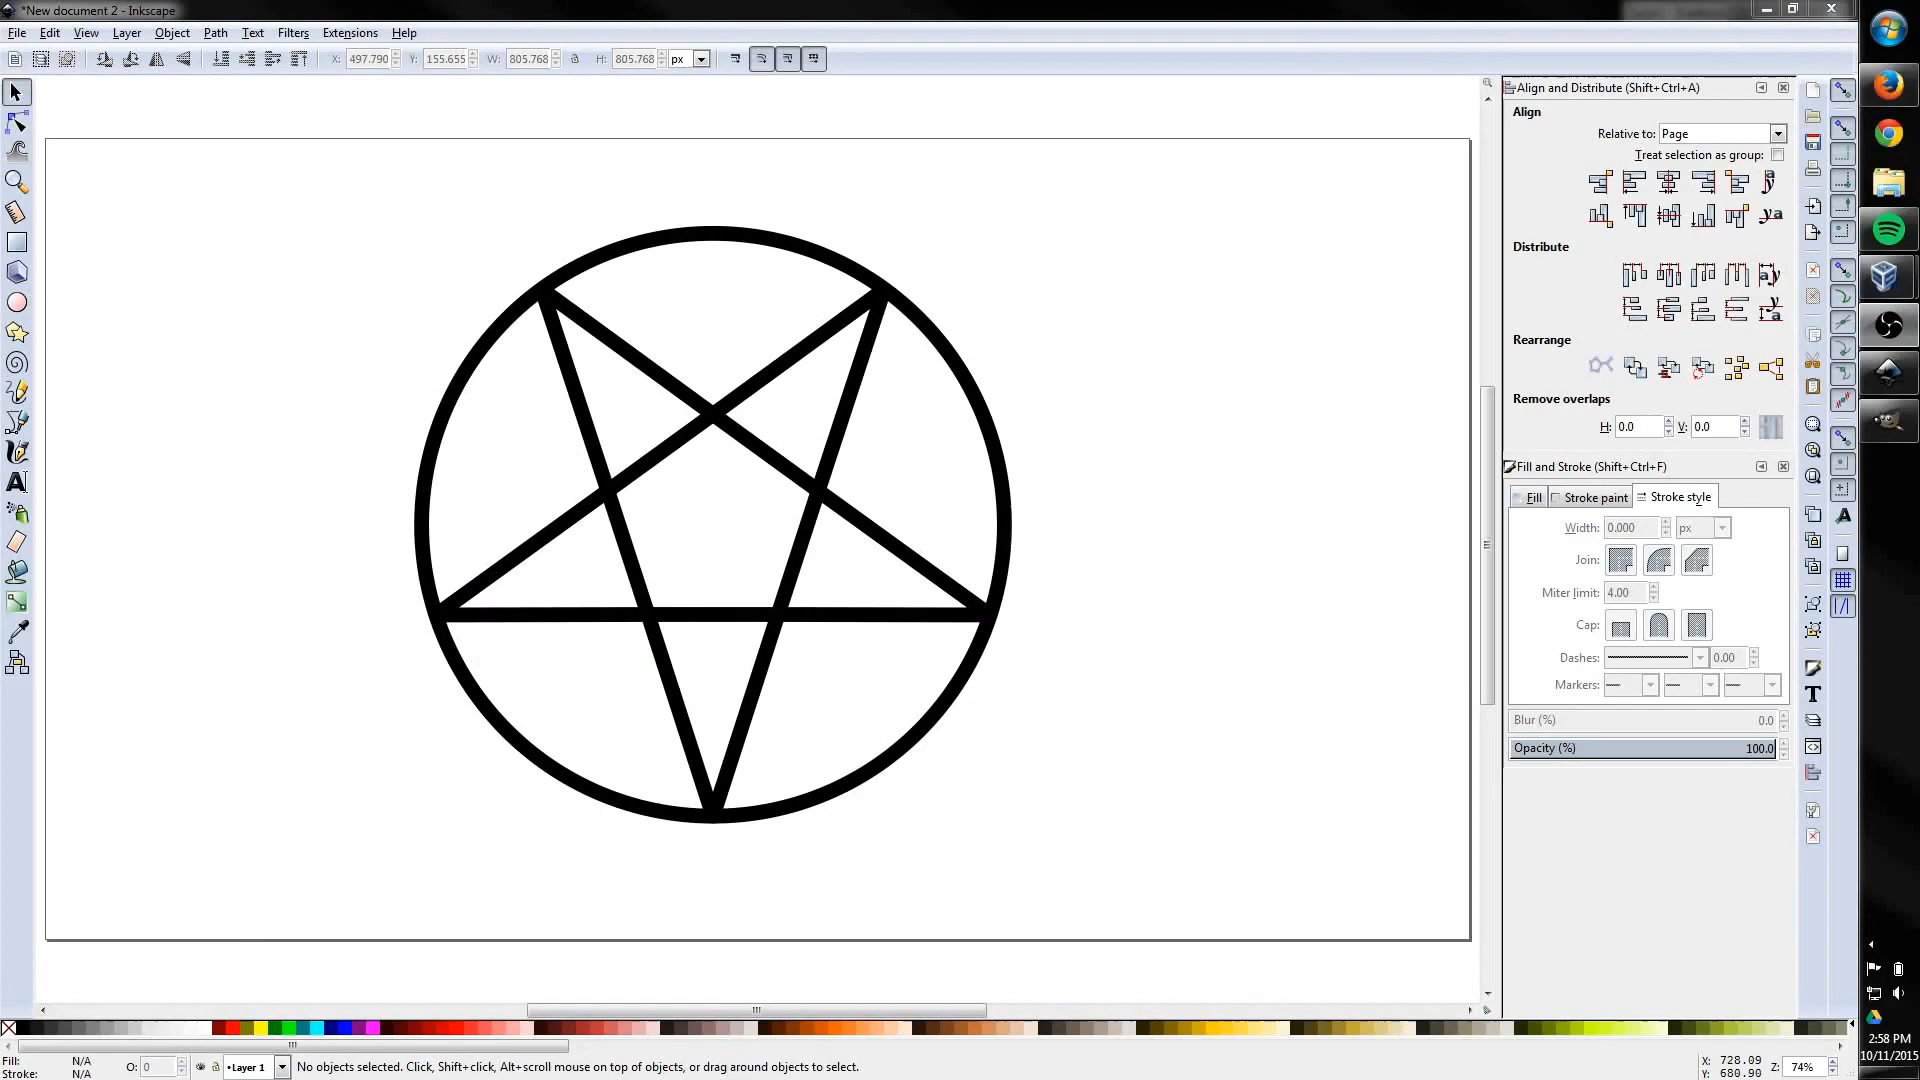 *New document 2 - Inkscape
File Edit View Layer Object Path Text Filters Extensions Help
X: 497.790 Y: 155.655 W: 805.768 H: 805.768 px
Align and Distribute (Shift+Ctrl+A)
Align
Relative to: Page
Treat selection as group:
Distribute
Rearrange
Remove overlaps
H: 0.0 V: 0.0
Fill and Stroke (Shift+Ctrl+F)
Fill Stroke paint Stroke style
Width: 0.000 px
Join:
Miter limit: 4.00
Cap:
Dashes: 0.00
Markers:
Blur (%) 0.0
Opacity (%) 100.0
Fill: N/A
Stroke: N/A
O: 0
•Layer 1
No objects selected. Click, Shift+click, Alt+scroll mouse on top of objects, or drag around objects to select.
X: 728.09
Y: 680.90
Z: 74%
2:58 PM
10/11/2015